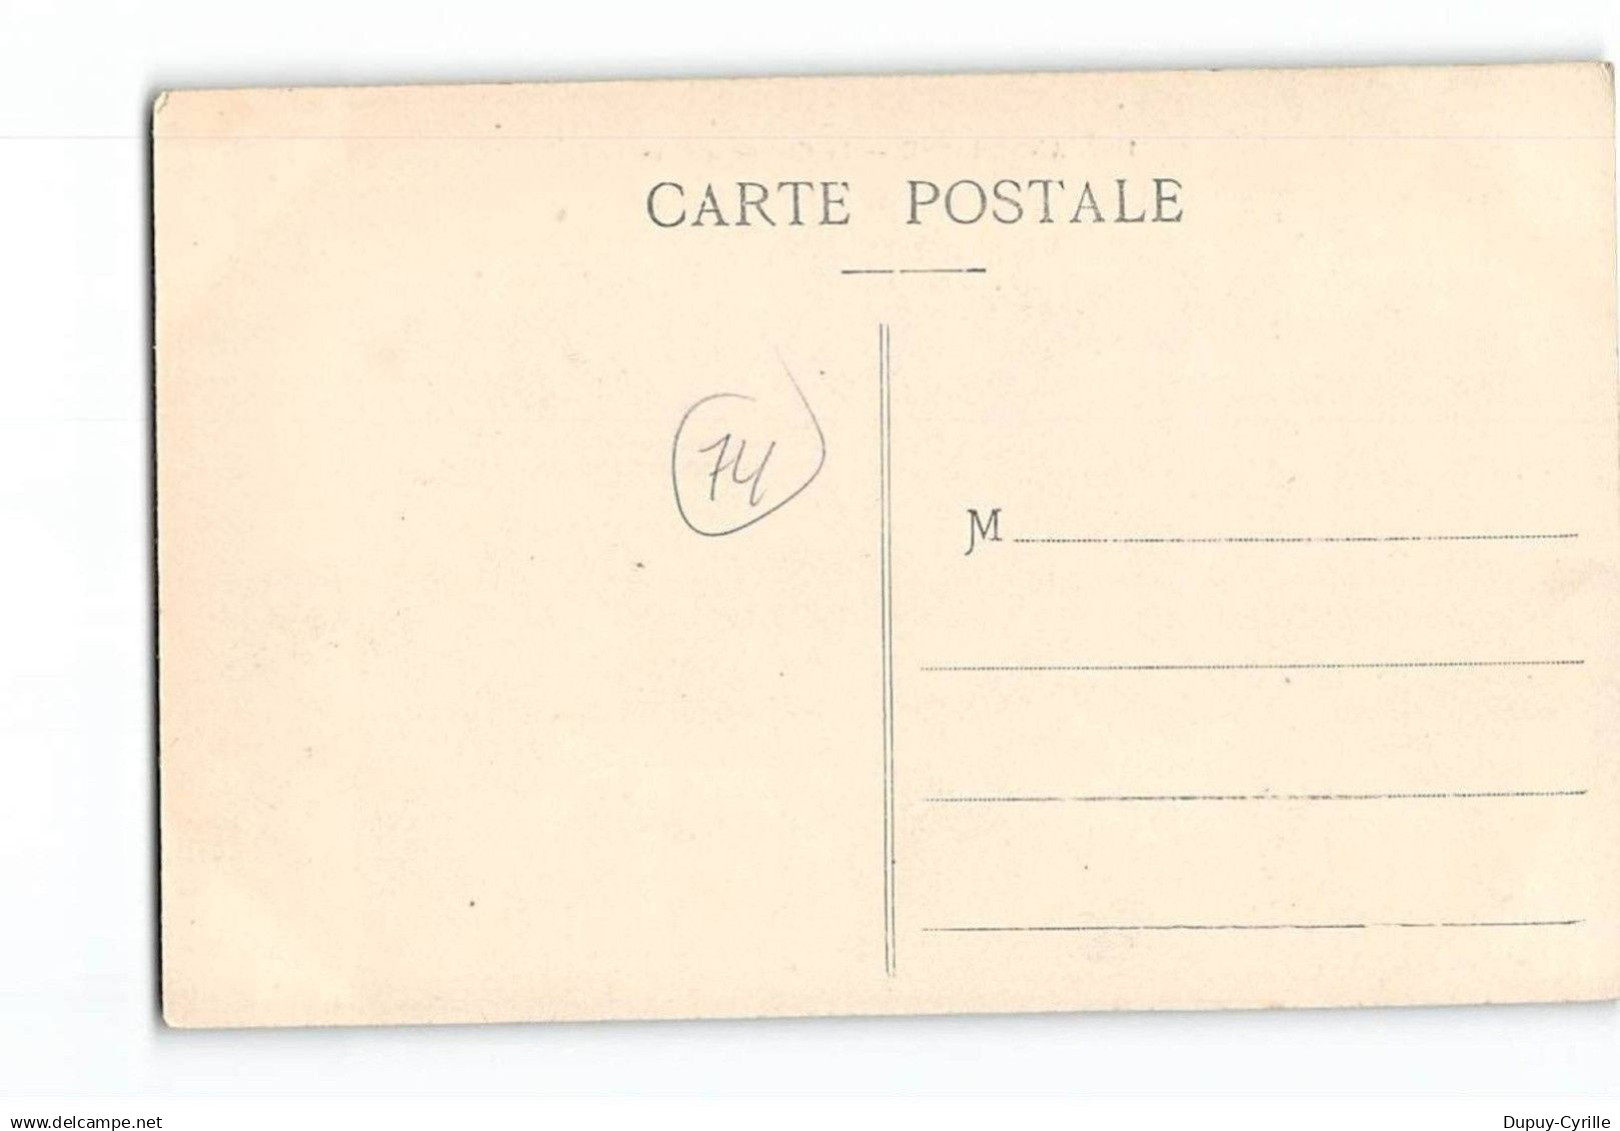 CARTE POSTALE
74
M
www.delcampe.net
Dupuy-Cyrille